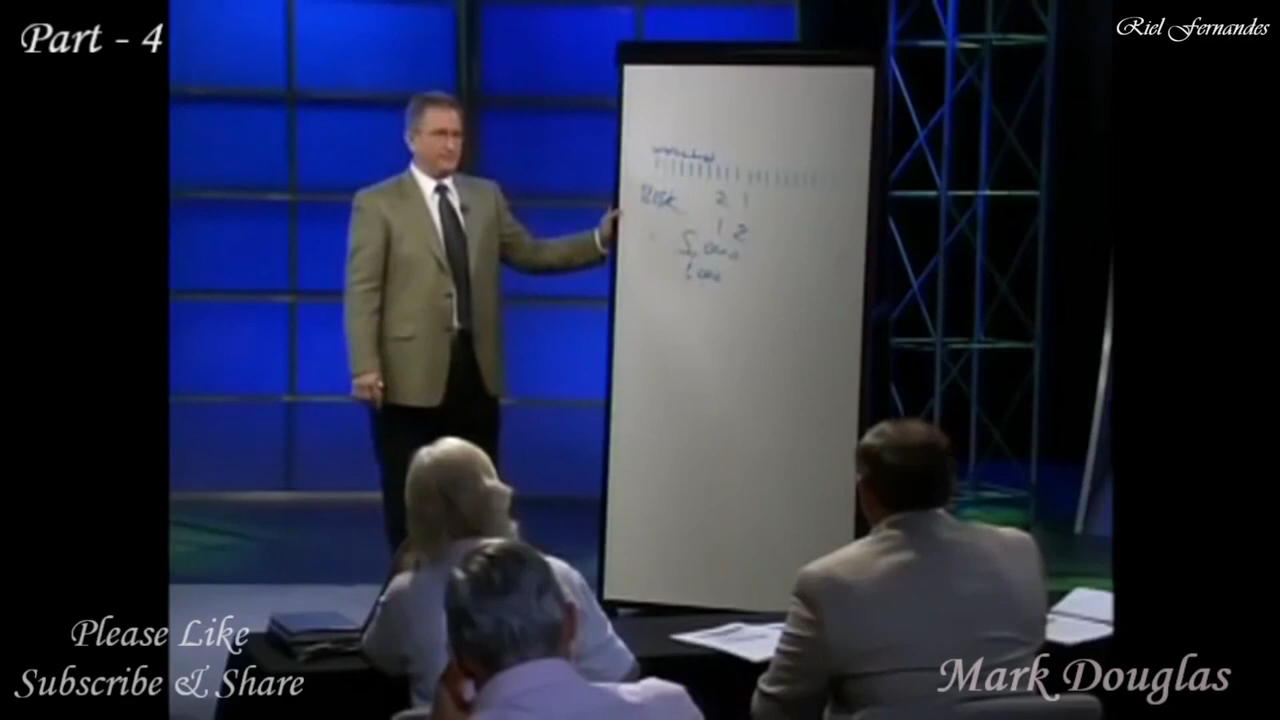 Part - 4
Riel Fernandes
Risk 2 1
1 2
Please Like
Subscribe & Share
Mark Douglas